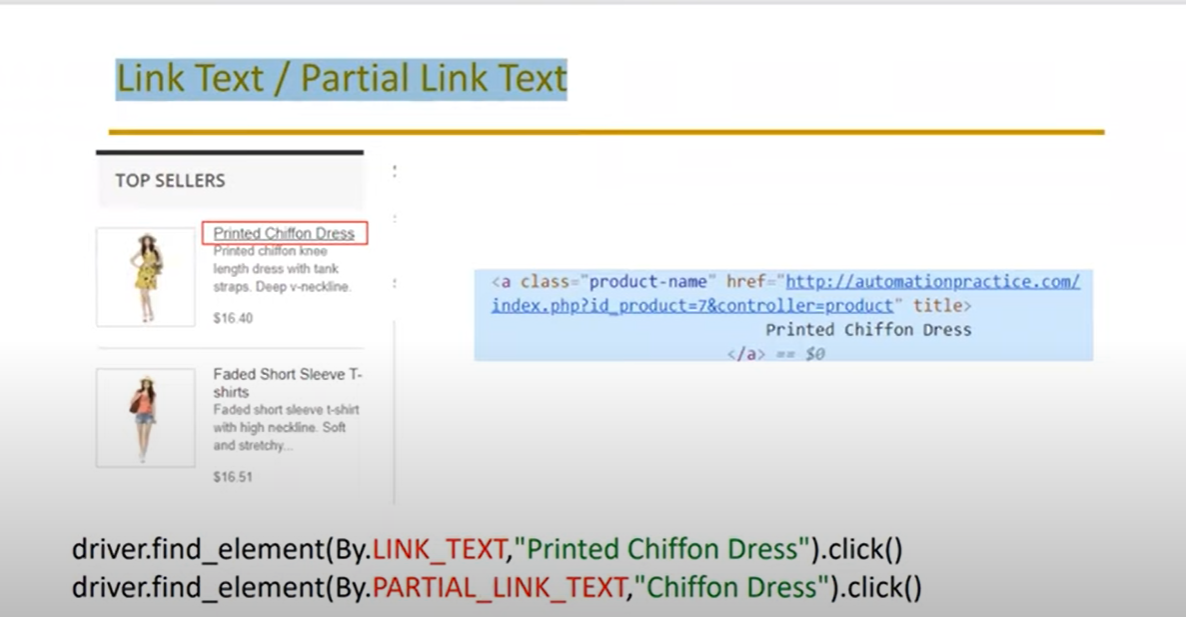 Link Text / Partial Link Text
TOP SELLERS
Printed Chiffon Dress
Printed chiffon knee
length dress with tank
straps. Deep v-neckline.
$16.40
Faded Short Sleeve T-
shirts
Faded short sleeve t-shirt
with high neckline. Soft
and stretchy...
$16.51
<a class="product-name" href="http://automationpractice.com/
index.php?id_product=7&controller=product" title>
Printed Chiffon Dress
</a> == $0
driver.find_element(By.LINK_TEXT,"Printed Chiffon Dress").click()
driver.find_element(By.PARTIAL_LINK_TEXT,"Chiffon Dress").click()